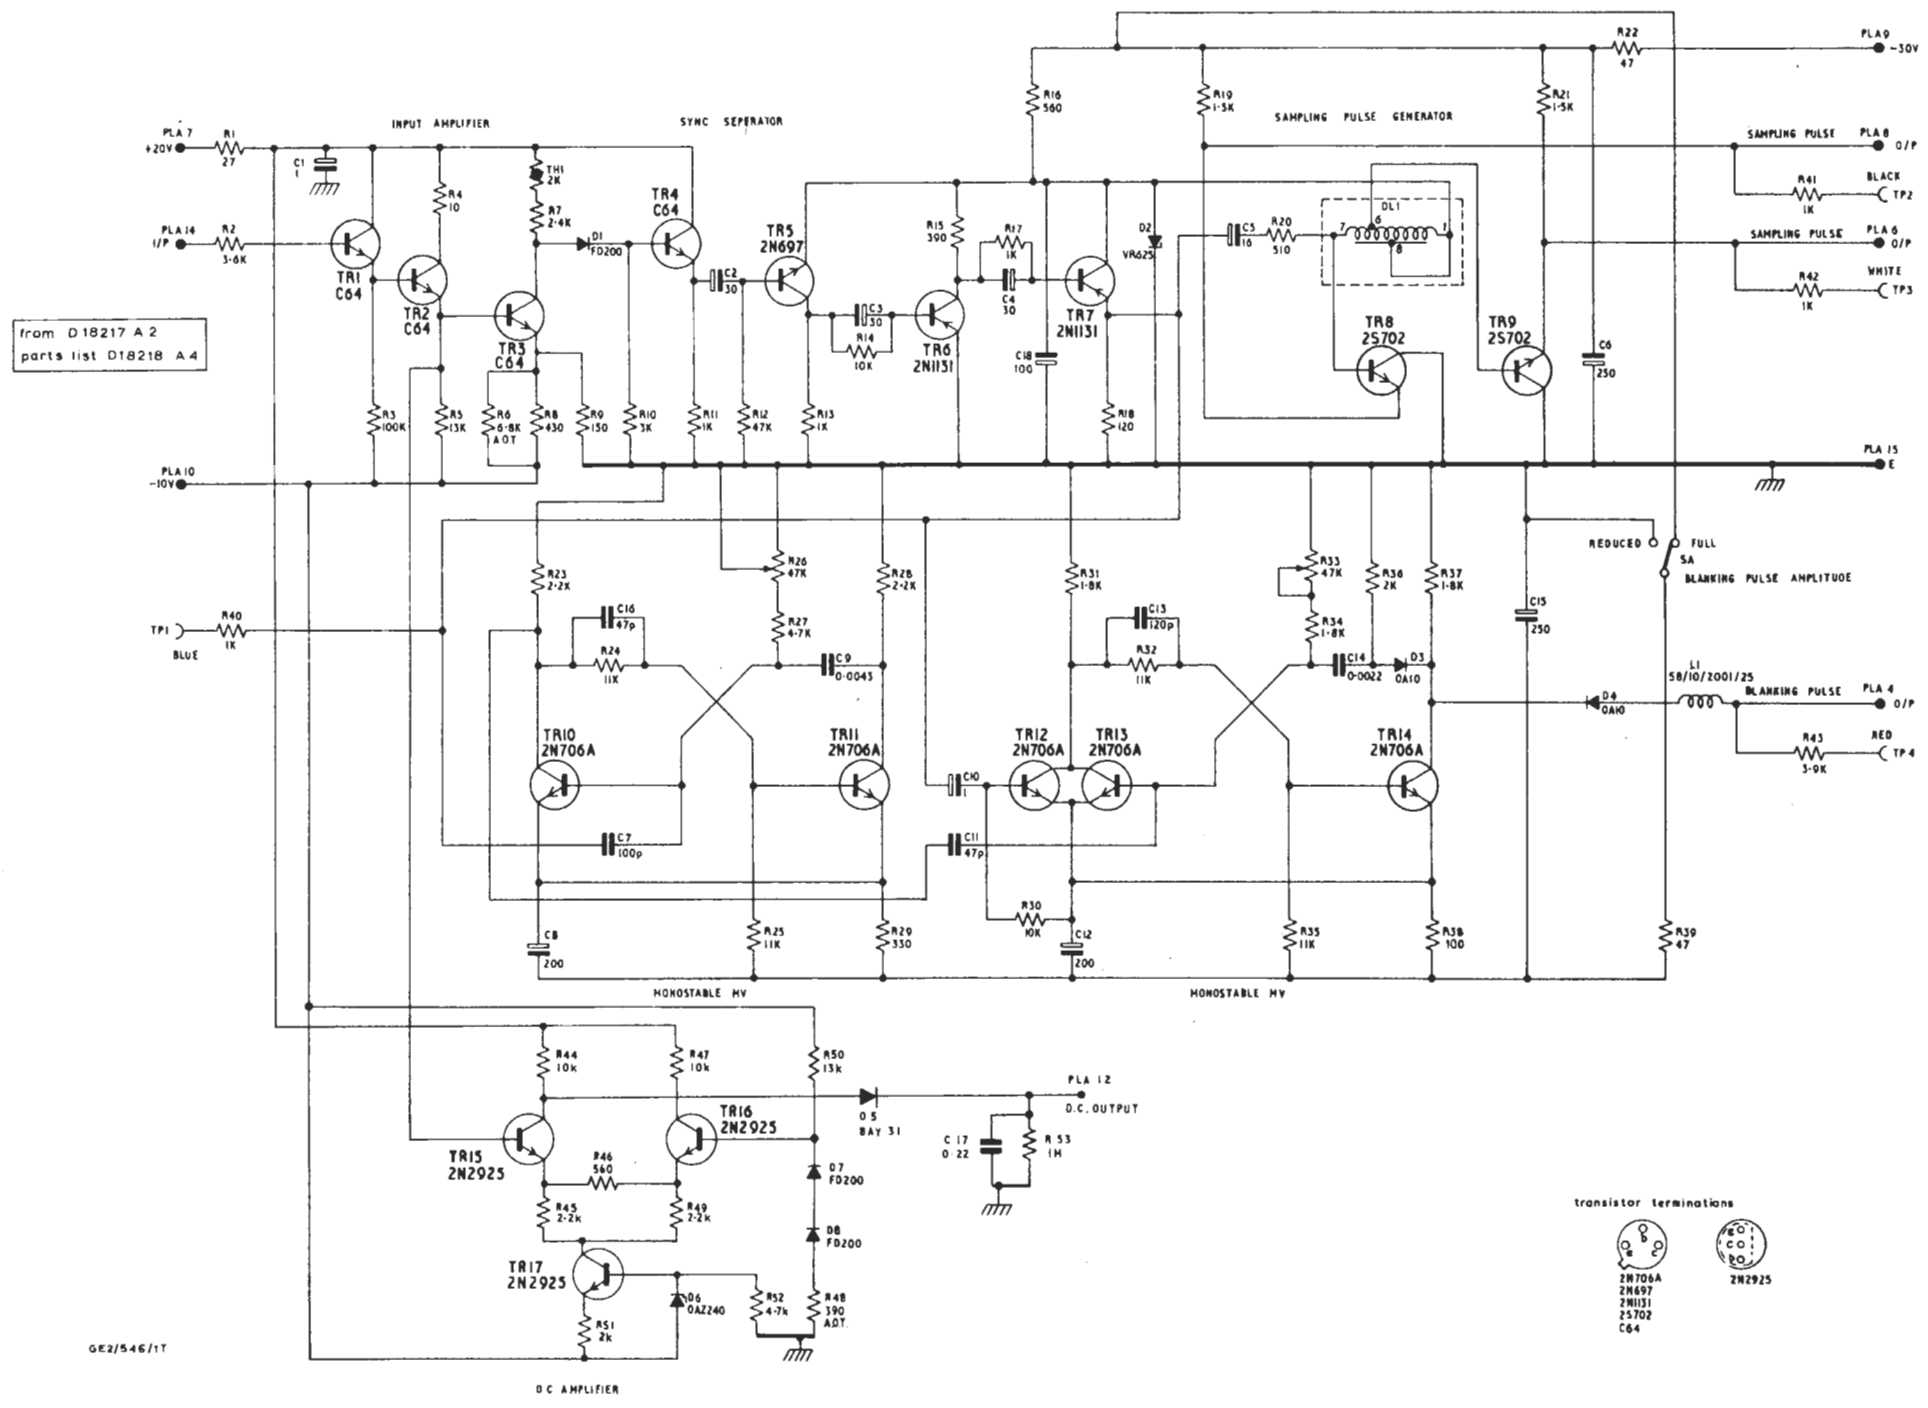 PLA9
-30V
R22
47
R16
560
R19
1·5K
R21
1·5K
SAMPLING PULSE GENERATOR
INPUT AMPLIFIER
SYNC SEPERATOR
PLA 7
+20V
R1
27
C1
1
R4
10
TH1
2K
R7
2·4K
TR4
C64
SAMPLING PULSE
PLA 8
O/P
R41
1K
BLACK
TP2
PLA 14
I/P
R2
3·6K
TR1
C64
D1
FD200
TR5
2N697
R15
390
R17
1K
D2
VR625
C5
16
R20
510
DL1
7
6
1
8
SAMPLING PULSE
PLA 6
O/P
R42
1K
WHITE
TP3
TR2
C64
C2
30
C4
30
TR7
2N1131
from D18217 A 2
parts list D18218 A 4
TR3
C64
C3
30
R14
10K
TR6
2N1131
C18
100
TR8
2S702
TR9
2S702
C6
250
R3
100K
R5
13K
R6
6·8K
A.O.T
R8
430
R9
150
R10
3K
R11
1K
R12
47K
R13
1K
R18
120
PLA 10
-10V
PLA 15
E
REDUCED
FULL
SA
BLANKING PULSE AMPLITUDE
R23
2·2K
R26
47K
R28
2·2K
R31
1·8K
R33
47K
R36
2K
R37
1·8K
C15
250
TP1
BLUE
R40
1K
C16
47p
R24
11K
R27
4·7K
C9
0·0043
C13
120p
R32
11K
R34
1·8K
C14
0·0022
D3
OA10
L1
58/10/2001/25
D4
OA10
BLANKING PULSE
PLA 4
O/P
R43
3·9K
RED
TP4
TR10
2N706A
TR11
2N706A
TR12
2N706A
TR13
2N706A
TR14
2N706A
C10
1
C7
100p
C11
47p
R30
10K
C8
200
R25
11K
R29
330
C12
200
R35
11K
R38
100
R39
47
MONOSTABLE MV
MONOSTABLE MV
R44
10k
R47
10k
R50
13k
PLA 12
D.C. OUTPUT
D5
BAY 31
C17
0·22
R53
1M
TR15
2N2925
TR16
2N2925
R46
560
D7
FD200
R45
2·2k
R49
2·2k
D8
FD200
TR17
2N2925
D6
OAZ240
R52
4·7k
R48
390
A.O.T.
R51
2k
GE2/546/1T
DC AMPLIFIER
transistor terminations
b
e
c
2N706A
2N697
2N1131
2S702
C64
e
c
b
2N2925